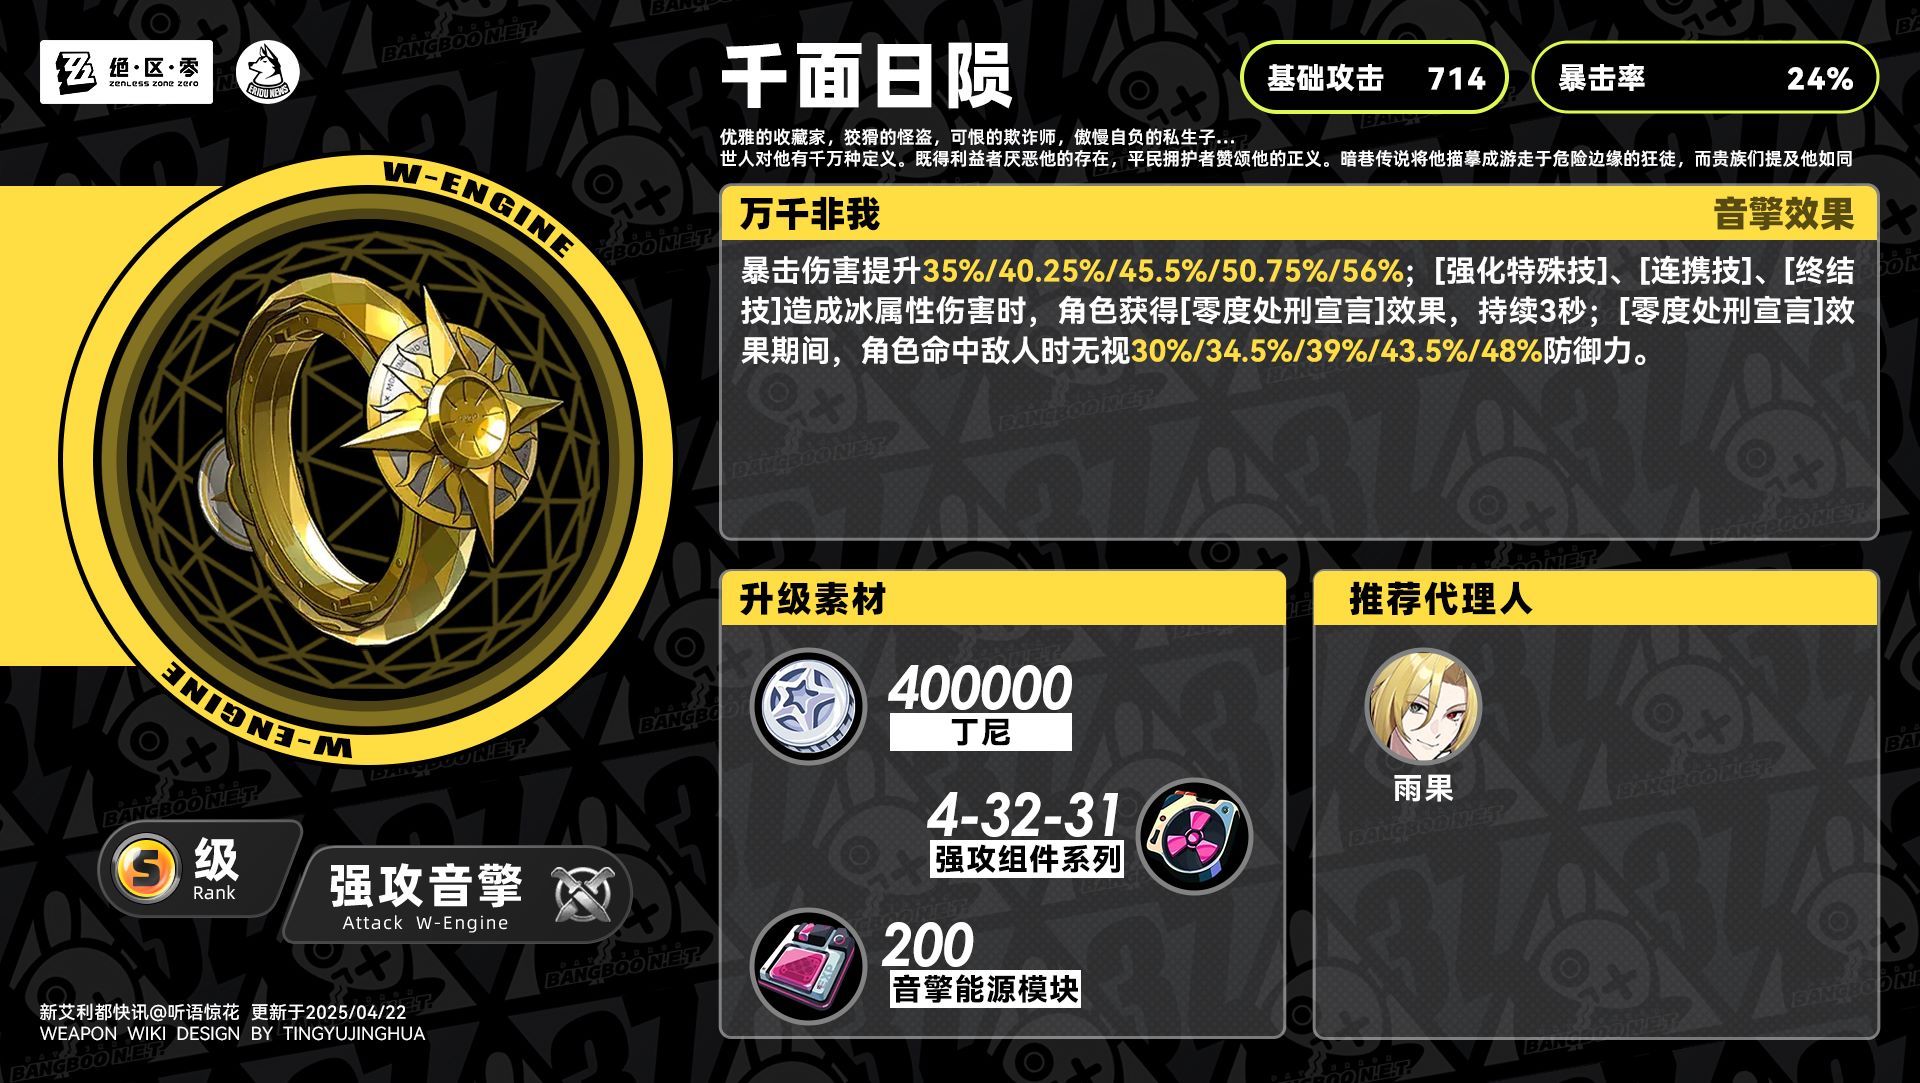 绝·区·零
ZENLESS ZONE ZERO
ERIDU NEWS
千面日陨
基础攻击 714
暴击率 24%
优雅的收藏家，狡猾的怪盗，可恨的欺诈师，傲慢自负的私生子...
世人对他有千万种定义。既得利益者厌恶他的存在，平民拥护者赞颂他的正义。暗巷传说将他描摹成游走于危险边缘的狂徒，而贵族们提及他如同
W-ENGINE
W-ENGINE
万千非我
音擎效果
暴击伤害提升35%/40.25%/45.5%/50.75%/56%；[强化特殊技]、[连携技]、[终结
技]造成冰属性伤害时，角色获得[零度处刑宣言]效果，持续3秒；[零度处刑宣言]效
果期间，角色命中敌人时无视30%/34.5%/39%/43.5%/48%防御力。
升级素材
400000
丁尼
4-32-31
强攻组件系列
200
音擎能源模块
推荐代理人
雨果
S 级
Rank
强攻音擎
Attack W-Engine
新艾利都快讯@听语惊花 更新于2025/04/22
WEAPON WIKI DESIGN BY TINGYUJINGHUA